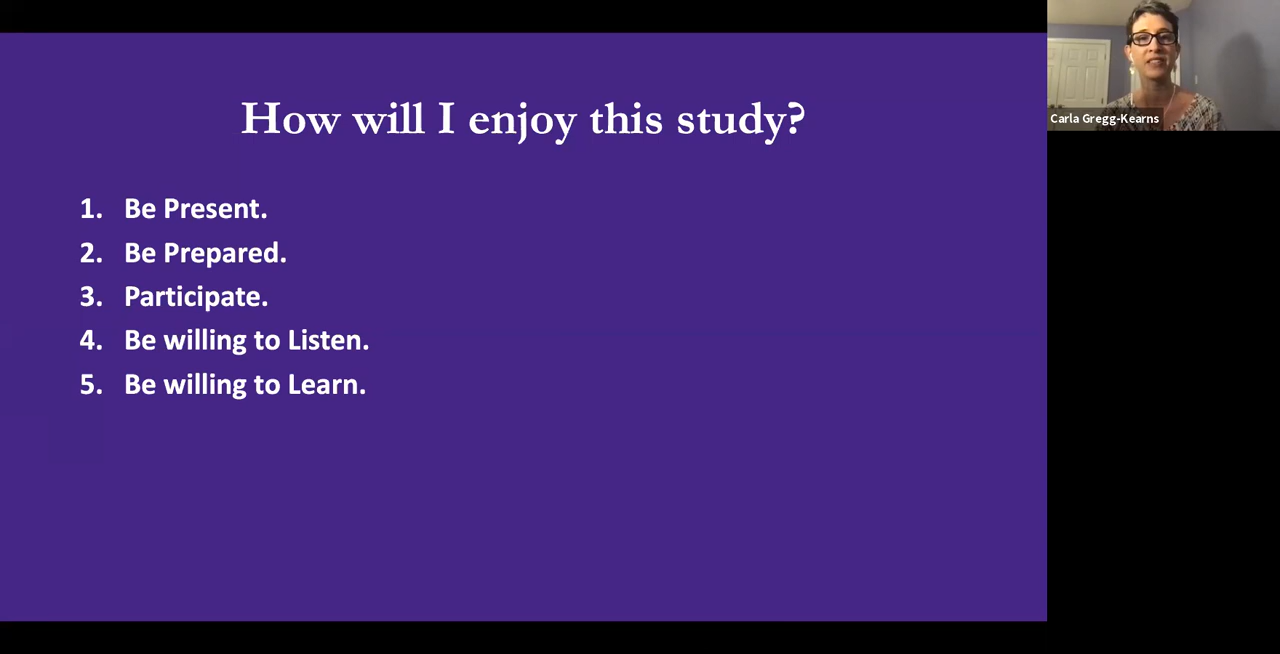 How will I enjoy this study?
1. Be Present.
2. Be Prepared.
3. Participate.
4. Be willing to Listen.
5. Be willing to Learn.
Carla Gregg-Kearns